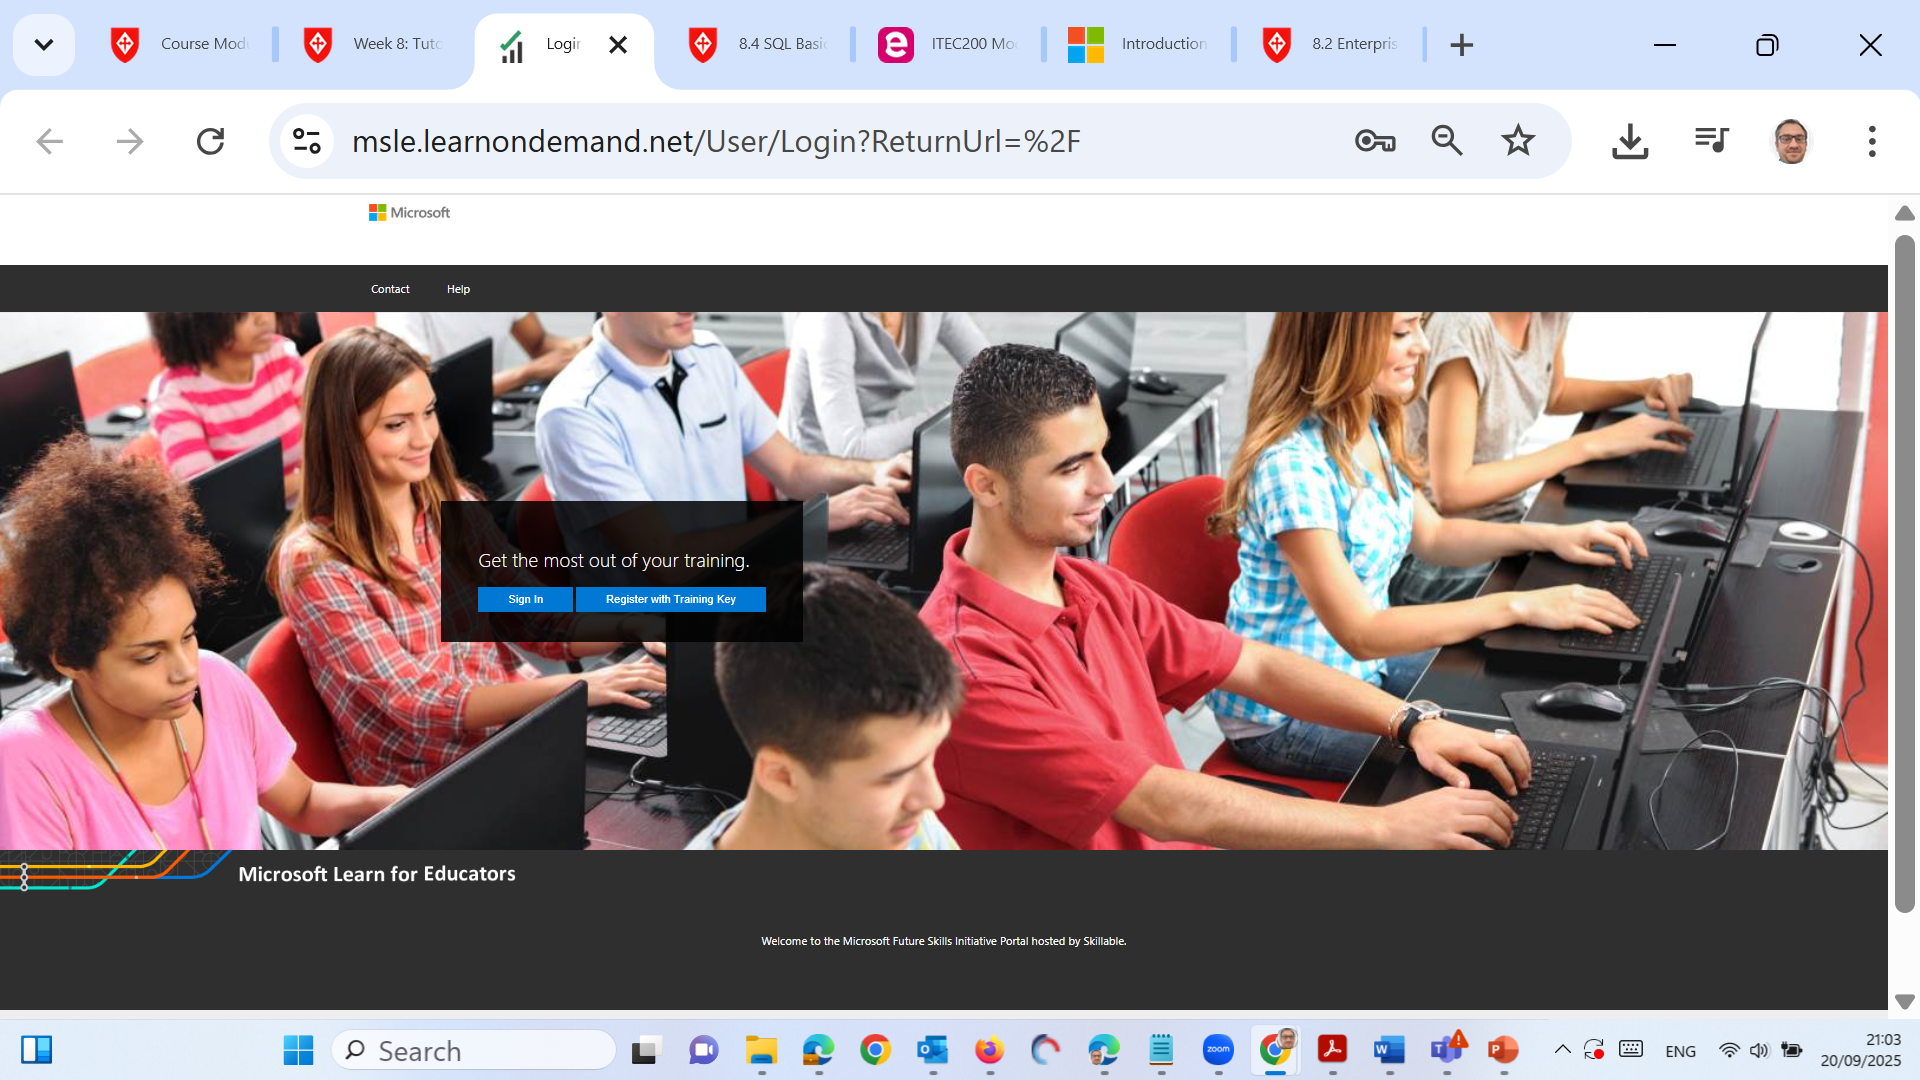 Course Modu
Week 8: Tuto
Login
8.4 SQL Basic
ITEC200 Mod
Introduction
8.2 Enterpris
msle.learnondemand.net/User/Login?ReturnUrl=%2F
Microsoft
Contact Help
Get the most out of your training.
Sign In Register with Training Key
Microsoft Learn for Educators
Welcome to the Microsoft Future Skills Initiative Portal hosted by Skillable.
Search
zoom
ENG
21:03
20/09/2025